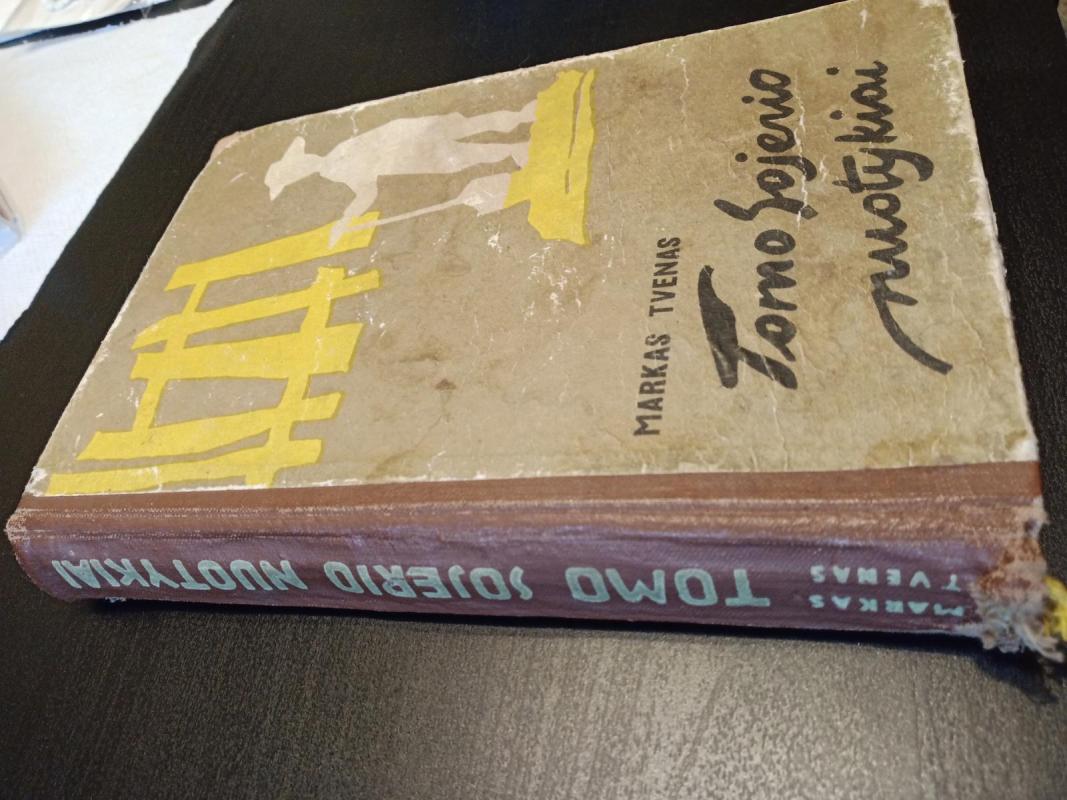 MARKAS TVENAS
Tomo Sojerio
nuotykiai
MARKAS
TVENAS
TOMO SOJERIO NUOTYKIAI